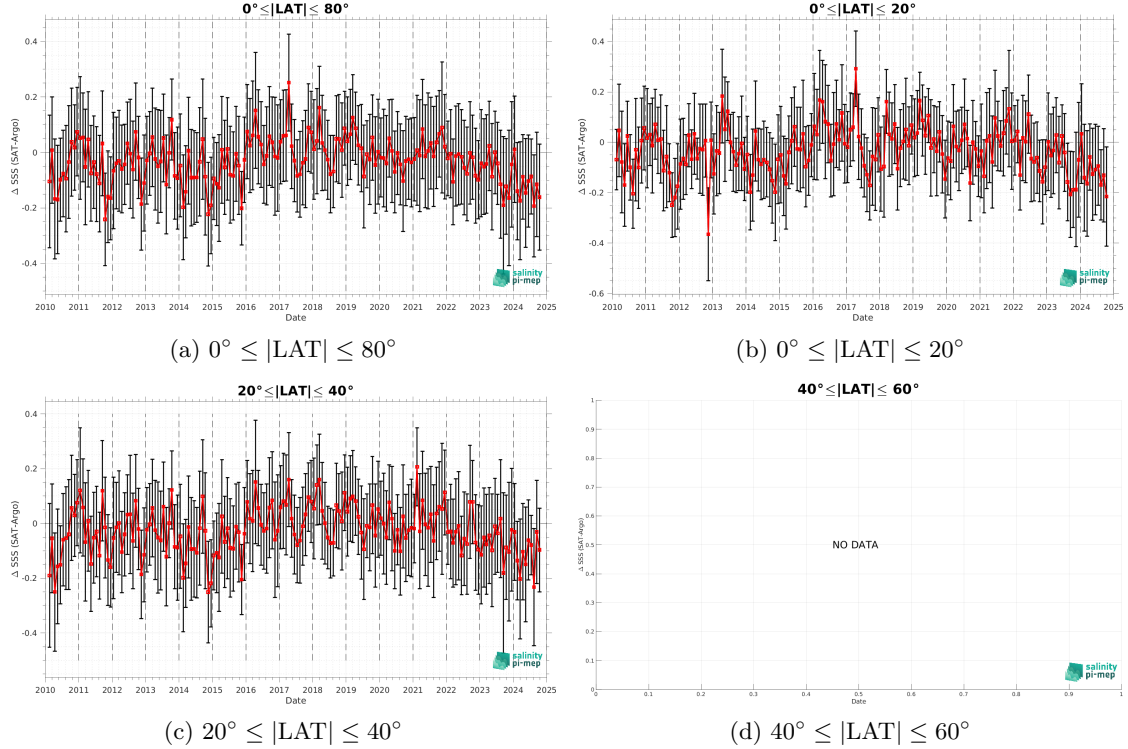 0°≤|LAT|≤ 80°
0.4
0.2
0
-0.2
-0.4
Δ SSS (SAT-Argo)
2010 2011 2012 2013 2014 2015 2016 2017 2018 2019 2020 2021 2022 2023 2024 2025
Date
salinity
pi-mep
(a) 0° ≤ |LAT| ≤ 80°
0°≤|LAT|≤ 20°
0.4
0.2
0
-0.2
-0.4
-0.6
Δ SSS (SAT-Argo)
2010 2011 2012 2013 2014 2015 2016 2017 2018 2019 2020 2021 2022 2023 2024 2025
Date
salinity
pi-mep
(b) 0° ≤ |LAT| ≤ 20°
20°≤|LAT|≤ 40°
0.4
0.2
0
-0.2
-0.4
Δ SSS (SAT-Argo)
2010 2011 2012 2013 2014 2015 2016 2017 2018 2019 2020 2021 2022 2023 2024 2025
Date
salinity
pi-mep
(c) 20° ≤ |LAT| ≤ 40°
40°≤|LAT|≤ 60°
1
0.9
0.8
0.7
0.6
0.5
0.4
0.3
0.2
0.1
0
Δ SSS (SAT-Argo)
NO DATA
0 0.1 0.2 0.3 0.4 0.5 0.6 0.7 0.8 0.9 1
Date
salinity
pi-mep
(d) 40° ≤ |LAT| ≤ 60°